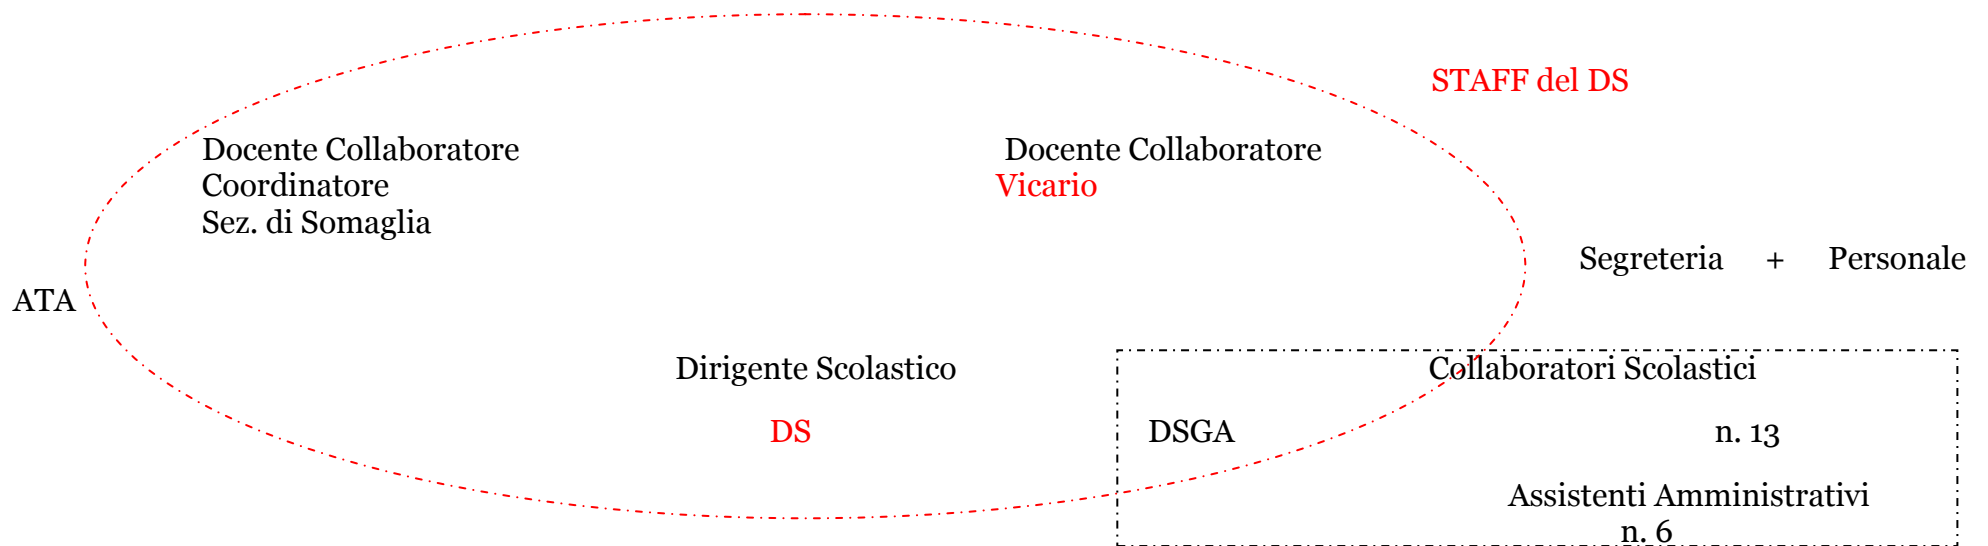 STAFF del DS
Docente Collaboratore
Coordinatore
Sez. di Somaglia
Docente Collaboratore
Vicario
Segreteria + Personale
ATA
Dirigente Scolastico
DS
Collaboratori Scolastici
DSGA
n. 13
Assistenti Amministrativi
n. 6